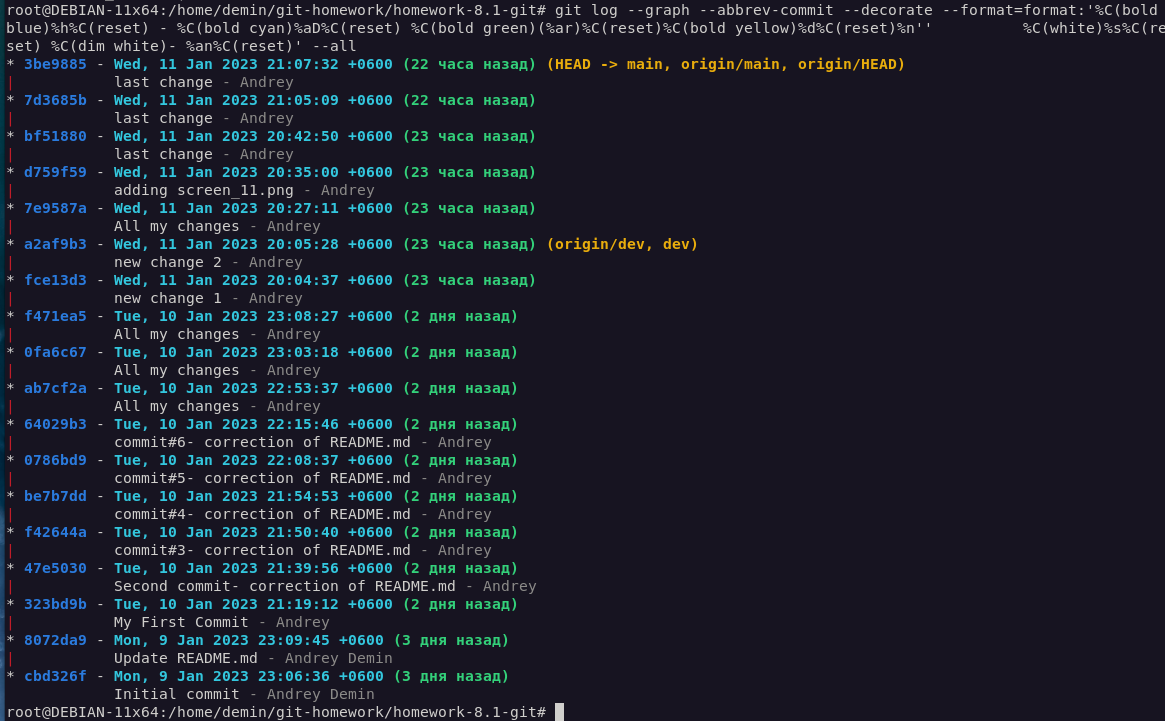 root@DEBIAN-11x64:/home/demin/git-homework/homework-8.1-git# git log --graph --abbrev-commit --decorate --format=format:'%C(bold
blue)%h%C(reset) - %C(bold cyan)%aD%C(reset) %C(bold green)(%ar)%C(reset)%C(bold yellow)%d%C(reset)%n''          %C(white)%s%C(re
set) %C(dim white)- %an%C(reset)' --all
* 3be9885 - Wed, 11 Jan 2023 21:07:32 +0600 (22 часа назад) (HEAD -> main, origin/main, origin/HEAD)
|           last change - Andrey
* 7d3685b - Wed, 11 Jan 2023 21:05:09 +0600 (22 часа назад)
|           last change - Andrey
* bf51880 - Wed, 11 Jan 2023 20:42:50 +0600 (23 часа назад)
|           last change - Andrey
* d759f59 - Wed, 11 Jan 2023 20:35:00 +0600 (23 часа назад)
|           adding screen_11.png - Andrey
* 7e9587a - Wed, 11 Jan 2023 20:27:11 +0600 (23 часа назад)
|           All my changes - Andrey
* a2af9b3 - Wed, 11 Jan 2023 20:05:28 +0600 (23 часа назад) (origin/dev, dev)
|           new change 2 - Andrey
* fce13d3 - Wed, 11 Jan 2023 20:04:37 +0600 (23 часа назад)
|           new change 1 - Andrey
* f471ea5 - Tue, 10 Jan 2023 23:08:27 +0600 (2 дня назад)
|           All my changes - Andrey
* 0fa6c67 - Tue, 10 Jan 2023 23:03:18 +0600 (2 дня назад)
|           All my changes - Andrey
* ab7cf2a - Tue, 10 Jan 2023 22:53:37 +0600 (2 дня назад)
|           All my changes - Andrey
* 64029b3 - Tue, 10 Jan 2023 22:15:46 +0600 (2 дня назад)
|           commit#6- correction of README.md - Andrey
* 0786bd9 - Tue, 10 Jan 2023 22:08:37 +0600 (2 дня назад)
|           commit#5- correction of README.md - Andrey
* be7b7dd - Tue, 10 Jan 2023 21:54:53 +0600 (2 дня назад)
|           commit#4- correction of README.md - Andrey
* f42644a - Tue, 10 Jan 2023 21:50:40 +0600 (2 дня назад)
|           commit#3- correction of README.md - Andrey
* 47e5030 - Tue, 10 Jan 2023 21:39:56 +0600 (2 дня назад)
|           Second commit- correction of README.md - Andrey
* 323bd9b - Tue, 10 Jan 2023 21:19:12 +0600 (2 дня назад)
|           My First Commit - Andrey
* 8072da9 - Mon, 9 Jan 2023 23:09:45 +0600 (3 дня назад)
|           Update README.md - Andrey Demin
* cbd326f - Mon, 9 Jan 2023 23:06:36 +0600 (3 дня назад)
            Initial commit - Andrey Demin
root@DEBIAN-11x64:/home/demin/git-homework/homework-8.1-git#